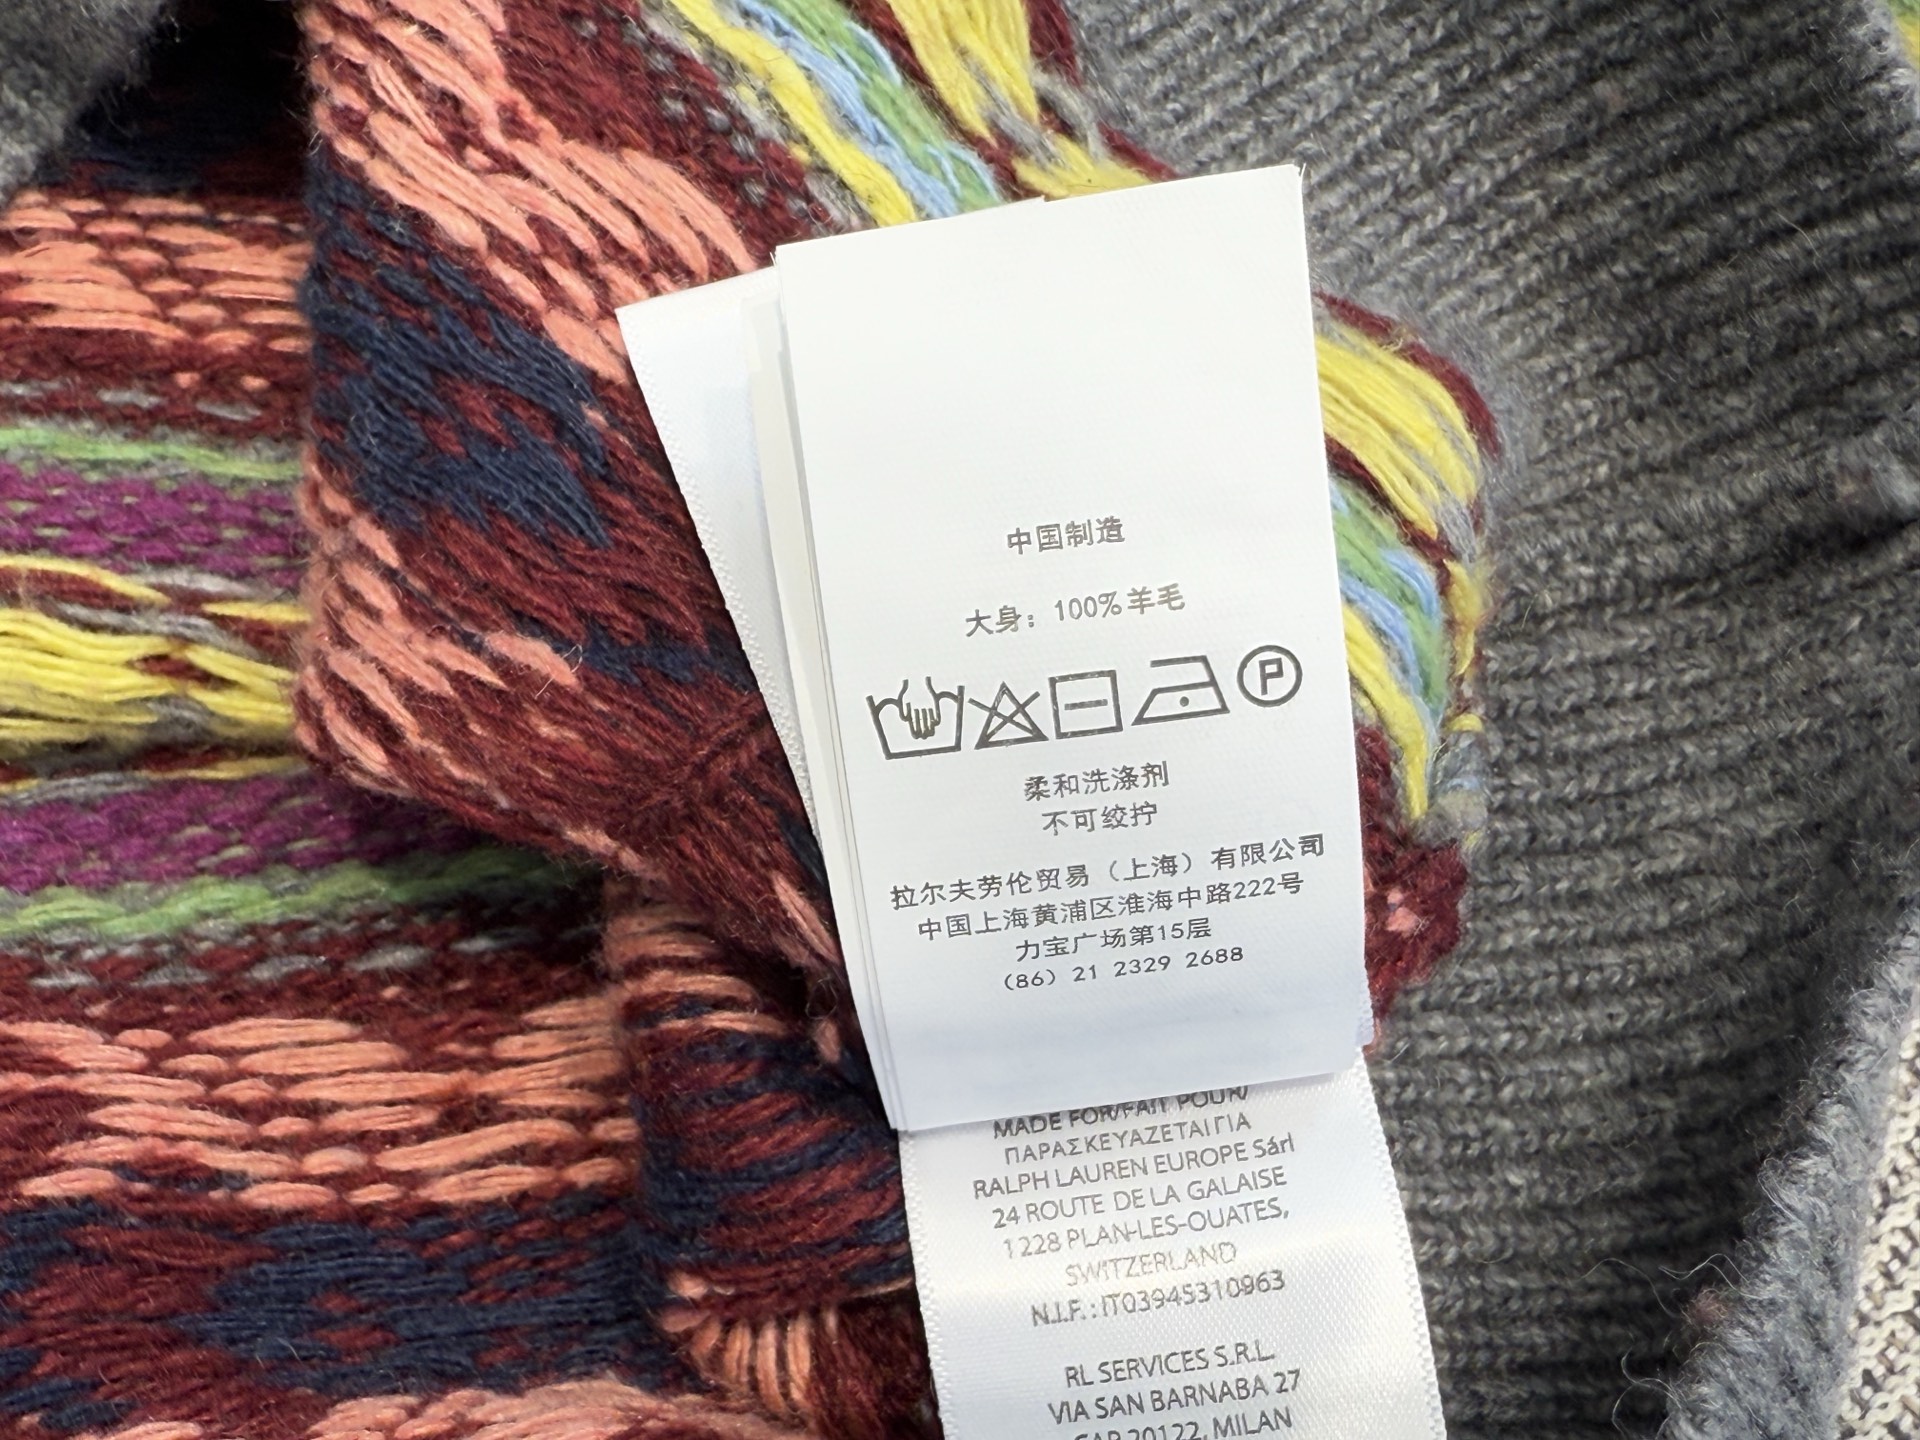 中国制造
大身：100%羊毛
P
柔和洗涤剂
不可绞拧
拉尔夫劳伦贸易（上海）有限公司
中国上海黄浦区淮海中路222号
力宝广场第15层
(86) 21 2329 2688
MADE FOR/FAIT POUR/
ΠΑΡΑΣΚΕΥΑΖΕΤΑΙ ΓΙΑ
RALPH LAUREN EUROPE Sárl
24 ROUTE DE LA GALAISE
1228 PLAN-LES-OUATES,
SWITZERLAND
N.I.F.: IT03945310963
RL SERVICES S.R.L.
VIA SAN BARNABA 27
CAP 20122, MILAN